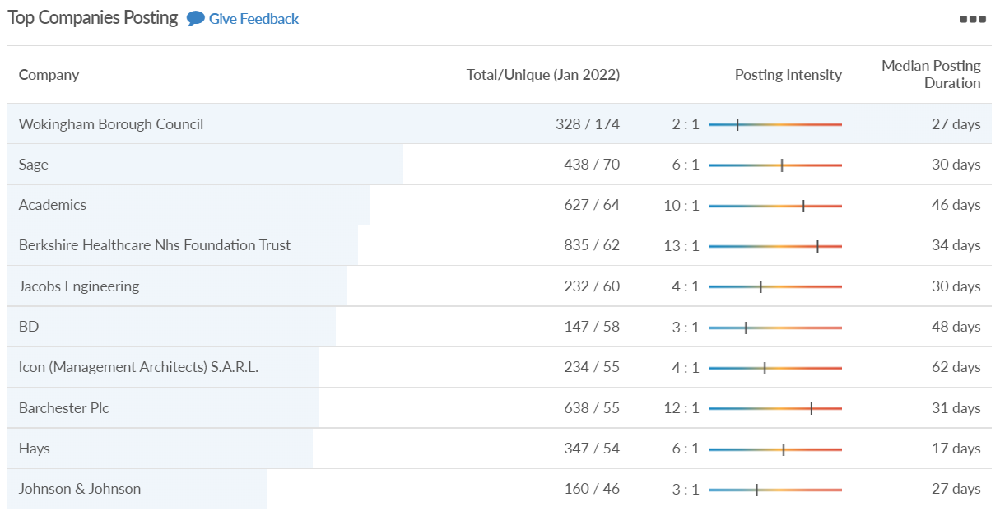 Top Companies Posting Give Feedback
Company Total/Unique (Jan 2022) Posting Intensity Median Posting Duration
Wokingham Borough Council 328 / 174 2 : 1 27 days
Sage 438 / 70 6 : 1 30 days
Academics 627 / 64 10 : 1 46 days
Berkshire Healthcare Nhs Foundation Trust 835 / 62 13 : 1 34 days
Jacobs Engineering 232 / 60 4 : 1 30 days
BD 147 / 58 3 : 1 48 days
Icon (Management Architects) S.A.R.L. 234 / 55 4 : 1 62 days
Barchester Plc 638 / 55 12 : 1 31 days
Hays 347 / 54 6 : 1 17 days
Johnson & Johnson 160 / 46 3 : 1 27 days